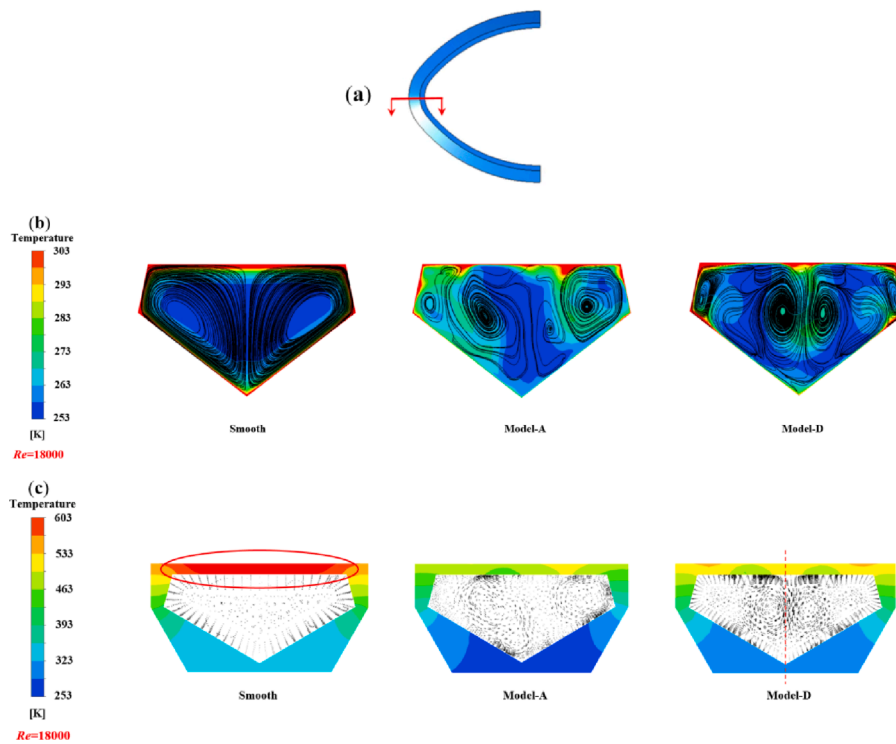 (a)
(b)
Temperature
303
293
283
273
263
253
[K]
Re=18000
Smooth
Model-A
Model-D
(c)
Temperature
603
533
463
393
323
253
[K]
Re=18000
Smooth
Model-A
Model-D